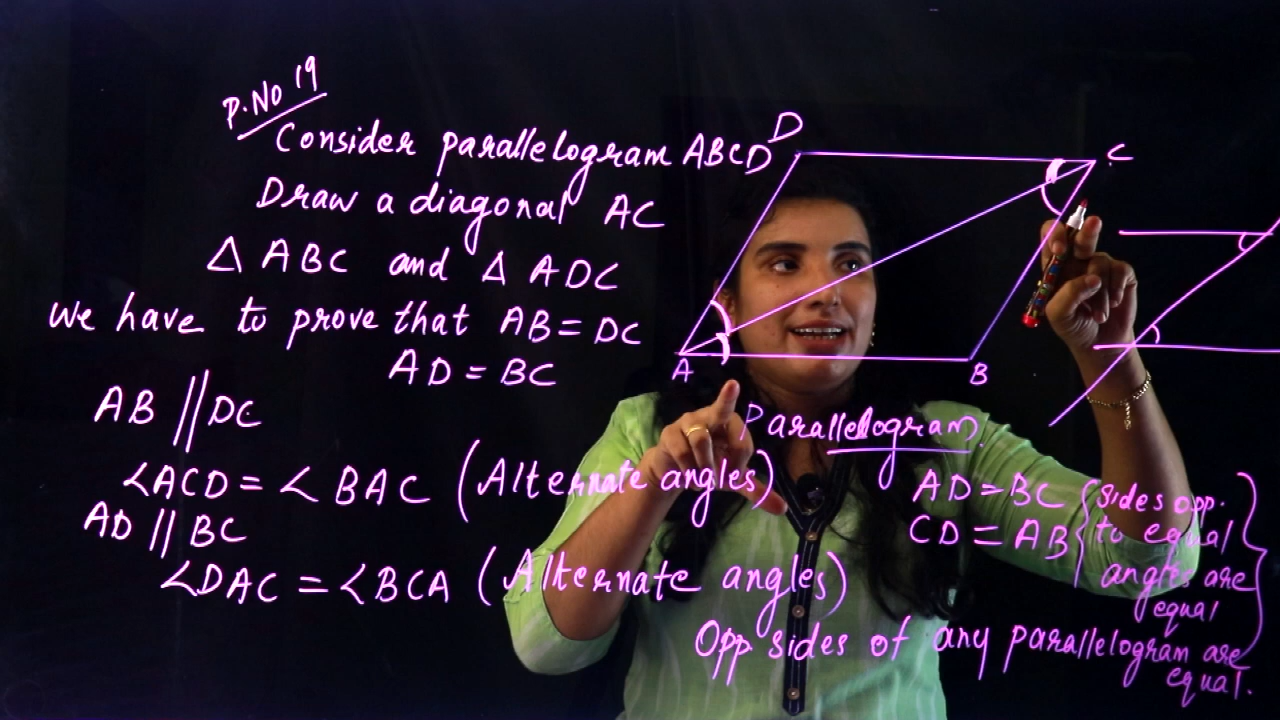 P.No 19
Consider parallelogram ABCD
Draw a diagonal AC
Δ ABC and Δ ADC
we have to prove that AB = DC
AD = BC
AB // DC
∠ACD = ∠BAC (Alternate angles)
AD // BC
∠DAC = ∠BCA (Alternate angles)
D
C
A
B
Parallelogram.
AD = BC {sides opp.
CD = AB to equal
angles are
equal}
Opp sides of any parallelogram are
equal.